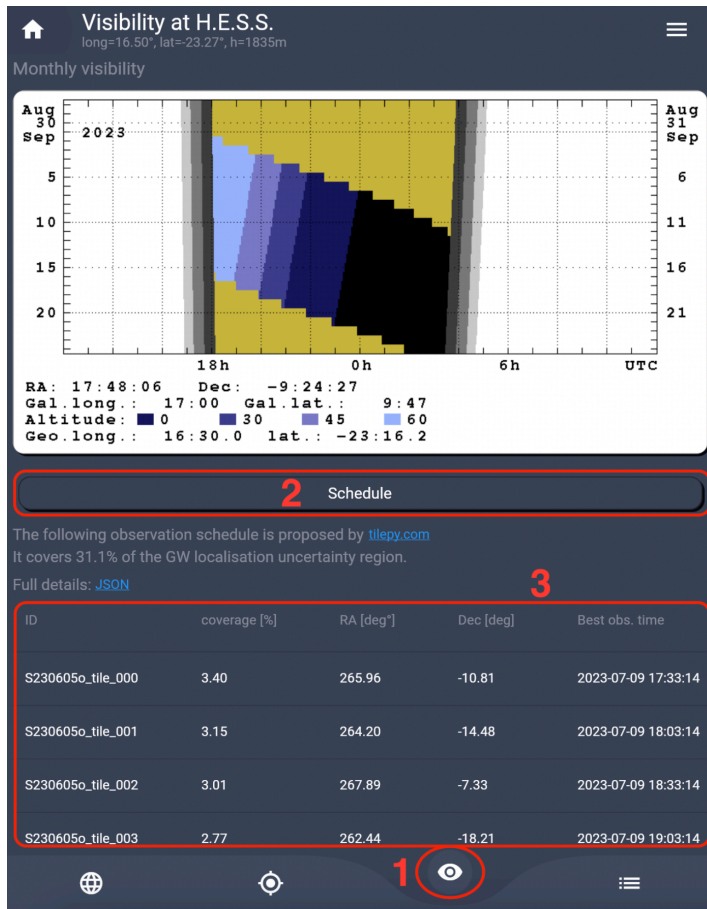 Visibility at H.E.S.S.
long=16.50°, lat=-23.27°, h=1835m
Monthly visibility
Aug Aug
30 31
Sep 2023 Sep
5 6
10 11
15 16
20 21
18h 0h 6h UTC
RA: 17:48:06 Dec: -9:24:27
Gal.long.: 17:00 Gal.lat.: 9:47
Altitude: 0 30 45 60
Geo.long.: 16:30.0 lat.: -23:16.2
2 Schedule
The following observation schedule is proposed by tilepy.com
It covers 31.1% of the GW localisation uncertainty region.
Full details: JSON
3
ID coverage [%] RA [deg°] Dec [deg] Best obs. time
S230605o_tile_000 3.40 265.96 -10.81 2023-07-09 17:33:14
S230605o_tile_001 3.15 264.20 -14.48 2023-07-09 18:03:14
S230605o_tile_002 3.01 267.89 -7.33 2023-07-09 18:33:14
S230605o_tile_003 2.77 262.44 -18.21 2023-07-09 19:03:14
1